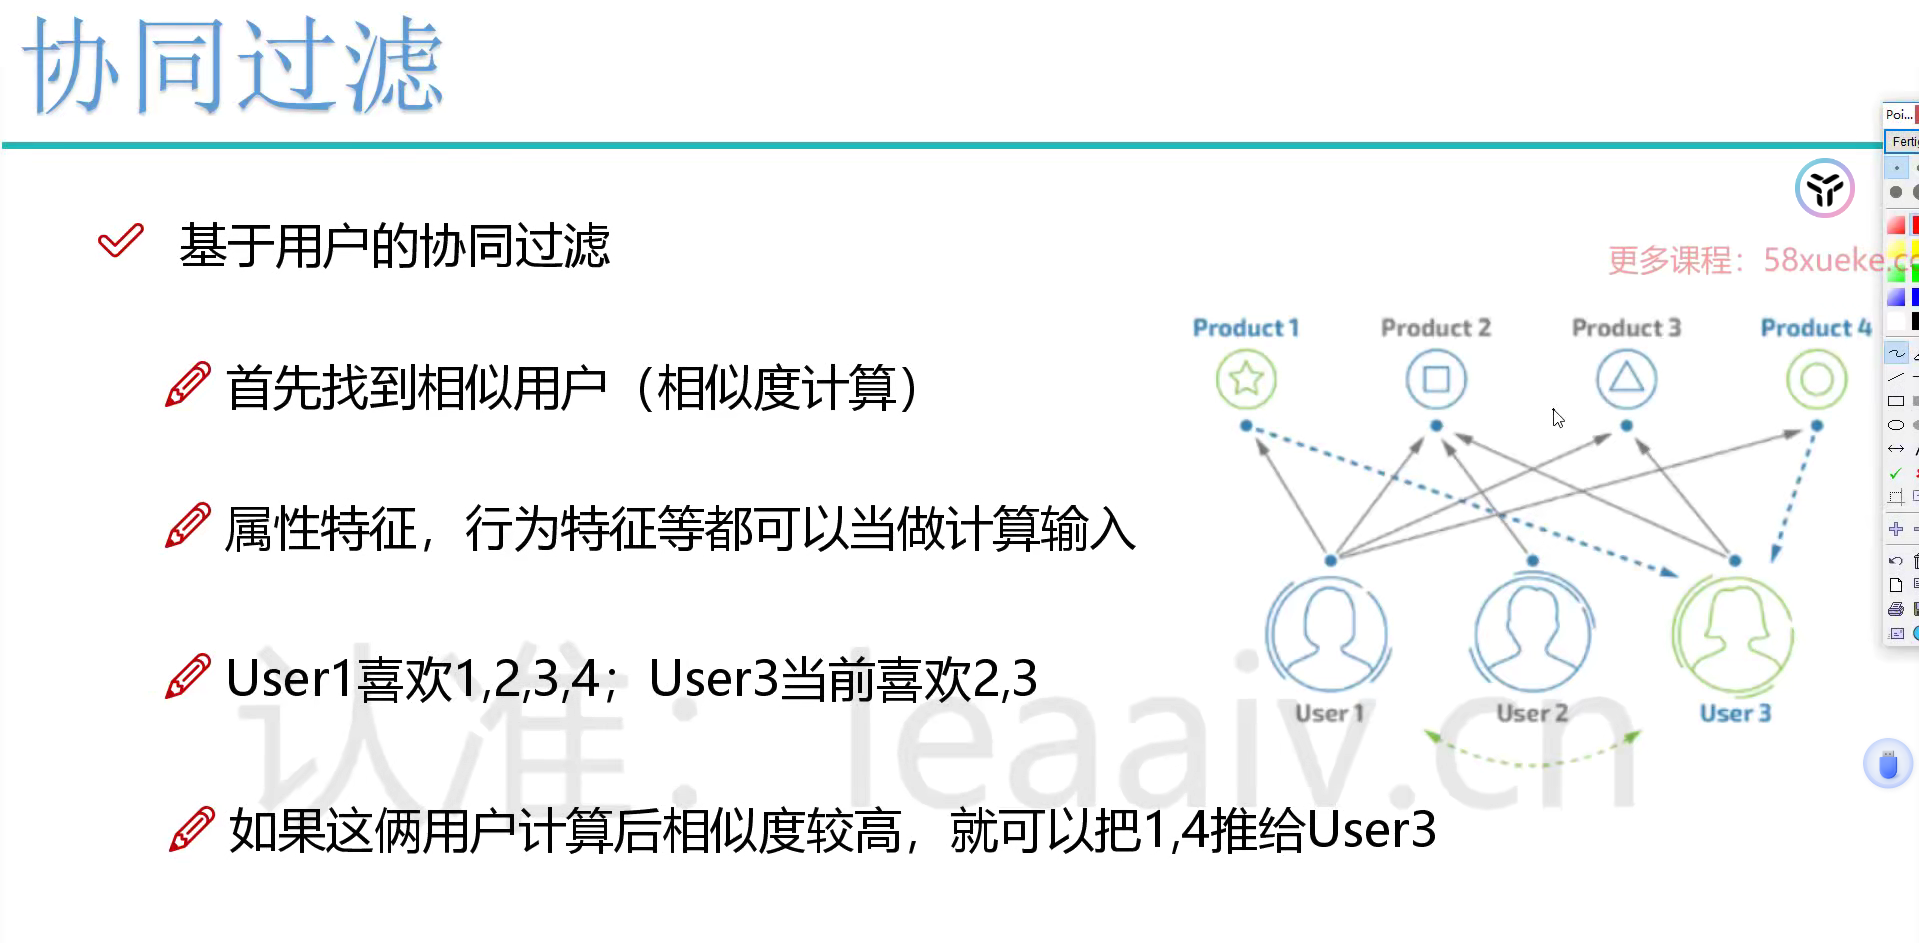 协同过滤
Poi...
Ferti
基于用户的协同过滤
更多课程：58xueke.co
Product 1 Product 2 Product 3 Product 4
首先找到相似用户（相似度计算）
属性特征，行为特征等都可以当做计算输入
User1喜欢1,2,3,4；User3当前喜欢2,3
User 1 User 2 User 3
认准：leaaiv.cn
如果这俩用户计算后相似度较高，就可以把1,4推给User3